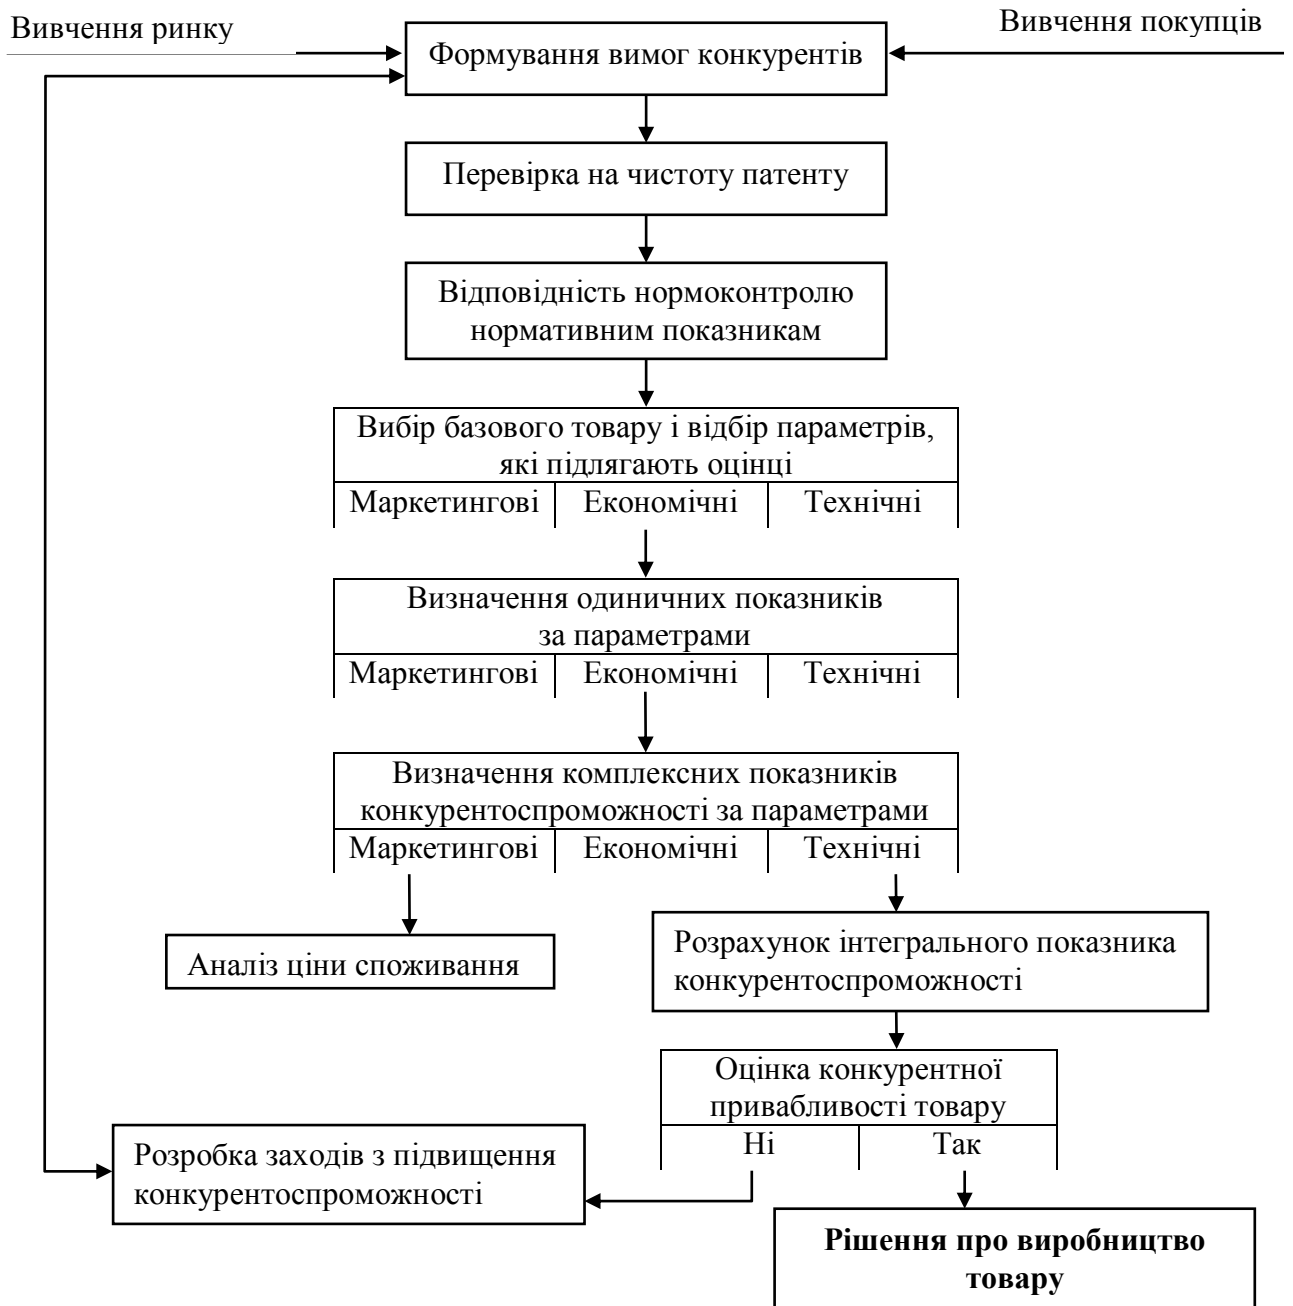 Вивчення ринку
Вивчення покупців
Формування вимог конкурентів
Перевірка на чистоту патенту
Відповідність нормоконтролю
нормативним показникам
Вибір базового товару і відбір параметрів,
які підлягають оцінці
Маркетингові Економічні Технічні
Визначення одиничних показників
за параметрами
Маркетингові Економічні Технічні
Визначення комплексних показників
конкурентоспроможності за параметрами
Маркетингові Економічні Технічні
Аналіз ціни споживання
Розрахунок інтегрального показника
конкурентоспроможності
Оцінка конкурентної
привабливості товару
Ні Так
Розробка заходів з підвищення
конкурентоспроможності
Рішення про виробництво
товару